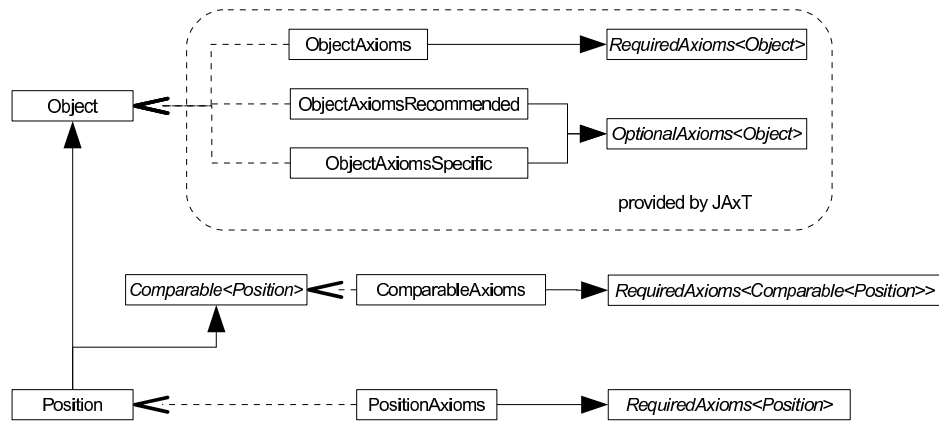 ObjectAxioms
RequiredAxioms<Object>
Object
ObjectAxiomsRecommended
OptionalAxioms<Object>
ObjectAxiomsSpecific
provided by JAxT
Comparable<Position>
ComparableAxioms
RequiredAxioms<Comparable<Position>>
Position
PositionAxioms
RequiredAxioms<Position>